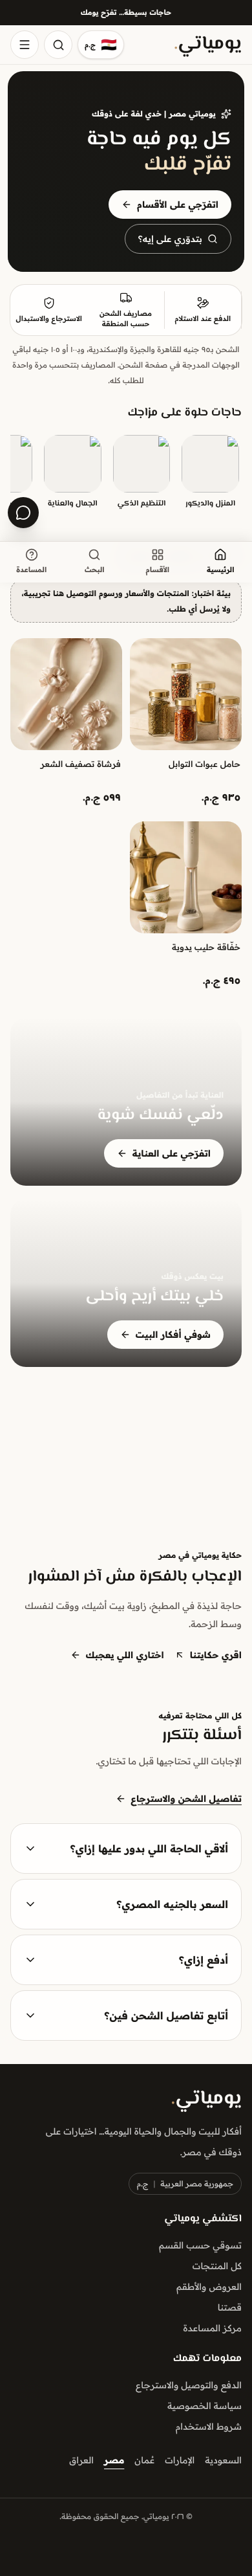 حاجات بسيطة... تفرّح يومك
يومياتي.
ج.م
يومياتي مصر | خدي لفة على ذوقك
كل يوم فيه حاجة
تفرّح قلبك
اتفرّجي على الأقسام
بتدوّري على إيه؟
الدفع عند الاستلام
مصاريف الشحن
حسب المنطقة
الاسترجاع والاستبدال
الشحن ٩٥ جنيه للقاهرة والجيزة والإسكندرية، و١٠٠ أو ١٠٥ جنيه لباقي
الوجهات المدرجة في صفحة الشحن. المصاريف بتتحسب مرة واحدة
للطلب كله.
حاجات حلوة على مزاجك
المنزل والديكور
التنظيم الذكي
الجمال والعناية
الرئيسية
الأقسام
البحث
المساعدة
بيئة اختبار: المنتجات والأسعار ورسوم التوصيل هنا تجريبية،
ولا يُرسل أي طلب.
حامل عبوات التوابل
٩٣٥ ج.م.
فرشاة تصفيف الشعر
٥٩٩ ج.م.
خفّاقة حليب يدوية
٤٩٥ ج.م.
العناية تبدأ من التفاصيل
دلّعي نفسك شوية
اتفرّجي على العناية
بيت يعكس ذوقك
خلي بيتك أريح وأحلى
شوفي أفكار البيت
حكاية يومياتي في مصر
الإعجاب بالفكرة مش آخر المشوار
حاجة لذيذة في المطبخ، زاوية بيت أشيك، ووقت لنفسك
وسط الزحمة.
اقري حكايتنا
اختاري اللي يعجبك
كل اللي محتاجة تعرفيه
أسئلة بتتكرر
الإجابات اللي تحتاجيها قبل ما تختاري.
تفاصيل الشحن والاسترجاع
ألاقي الحاجة اللي بدور عليها إزاي؟
السعر بالجنيه المصري؟
أدفع إزاي؟
أتابع تفاصيل الشحن فين؟
يومياتي.
أفكار للبيت والجمال والحياة اليومية... اختيارات على
ذوقك في مصر.
جمهورية مصر العربية | ج.م
اكتشفي يومياتي
تسوقي حسب القسم
كل المنتجات
العروض والأطقم
قصتنا
مركز المساعدة
معلومات تهمك
الدفع والتوصيل والاسترجاع
سياسة الخصوصية
شروط الاستخدام
السعودية
الإمارات
عُمان
مصر
العراق
© ٢٠٢٦ يومياتي. جميع الحقوق محفوظة.